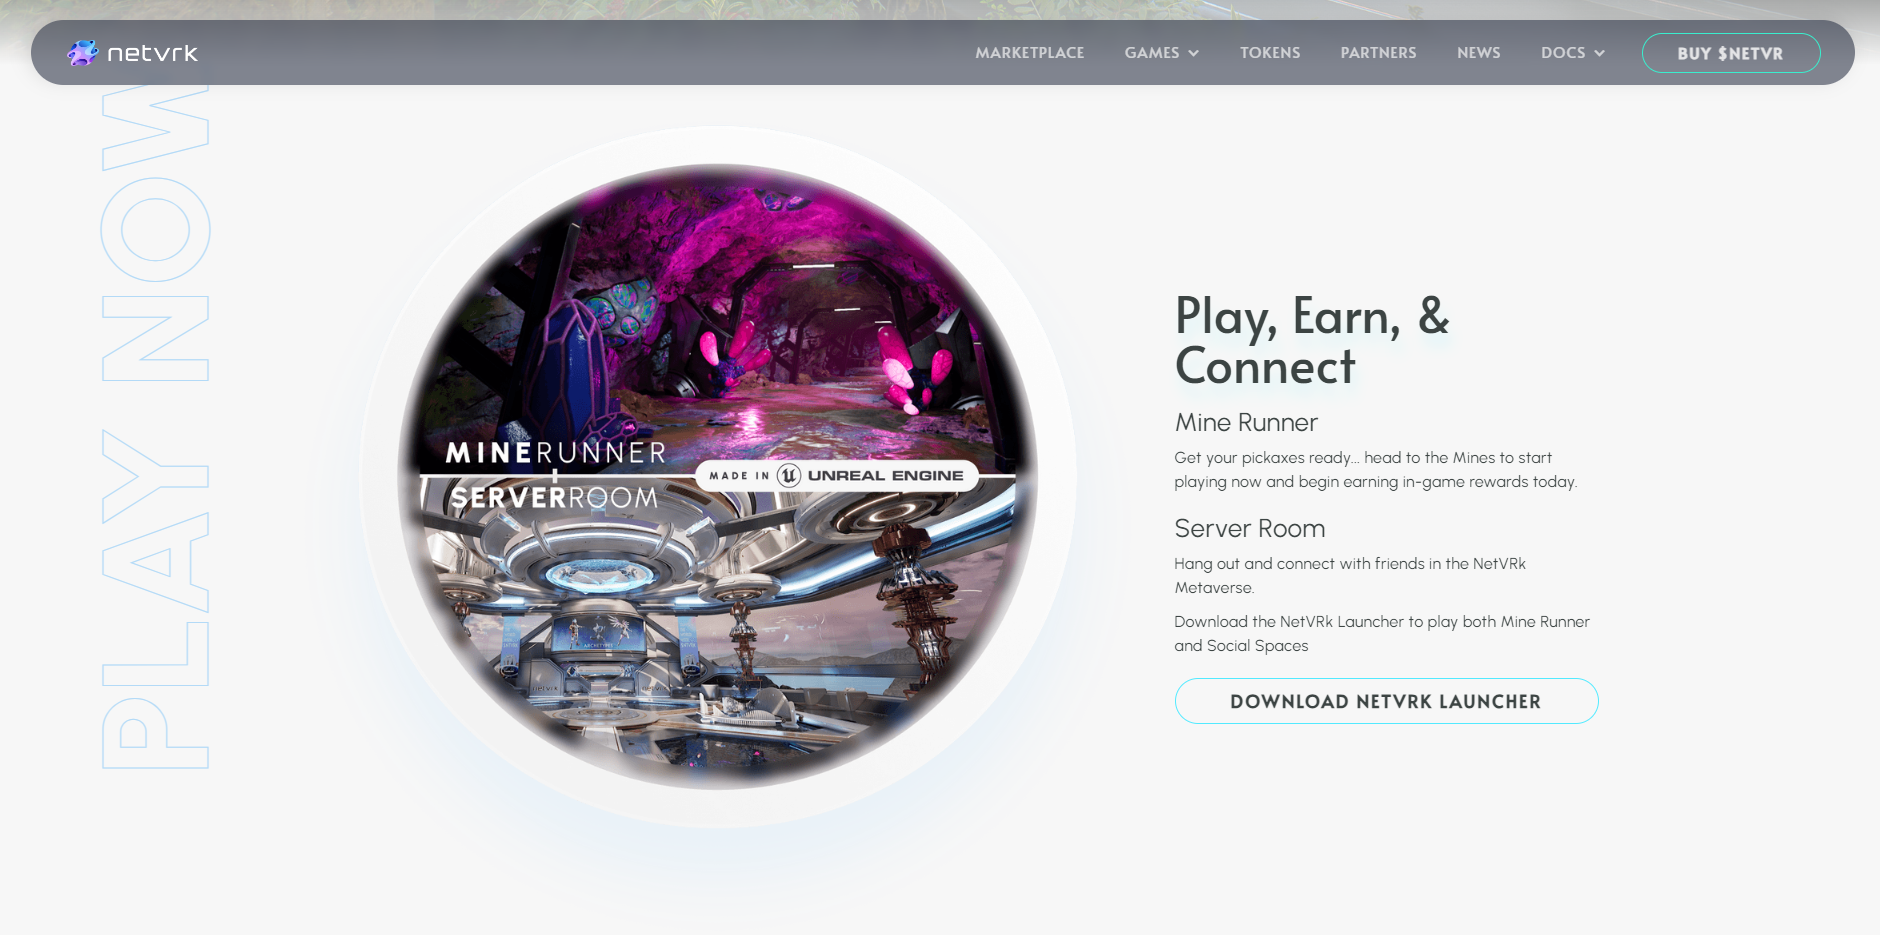 netvrk
MARKETPLACE
GAMES
TOKENS
PARTNERS
NEWS
DOCS
BUY $NETVR
PLAY NOW
MINERUNNER
+
SERVERROOM
MADE IN UNREAL ENGINE
ARCHETYPES
Play, Earn, &
Connect
Mine Runner
Get your pickaxes ready... head to the Mines to start
playing now and begin earning in-game rewards today.
Server Room
Hang out and connect with friends in the NetVRk
Metaverse.
Download the NetVRk Launcher to play both Mine Runner
and Social Spaces
DOWNLOAD NETVRK LAUNCHER